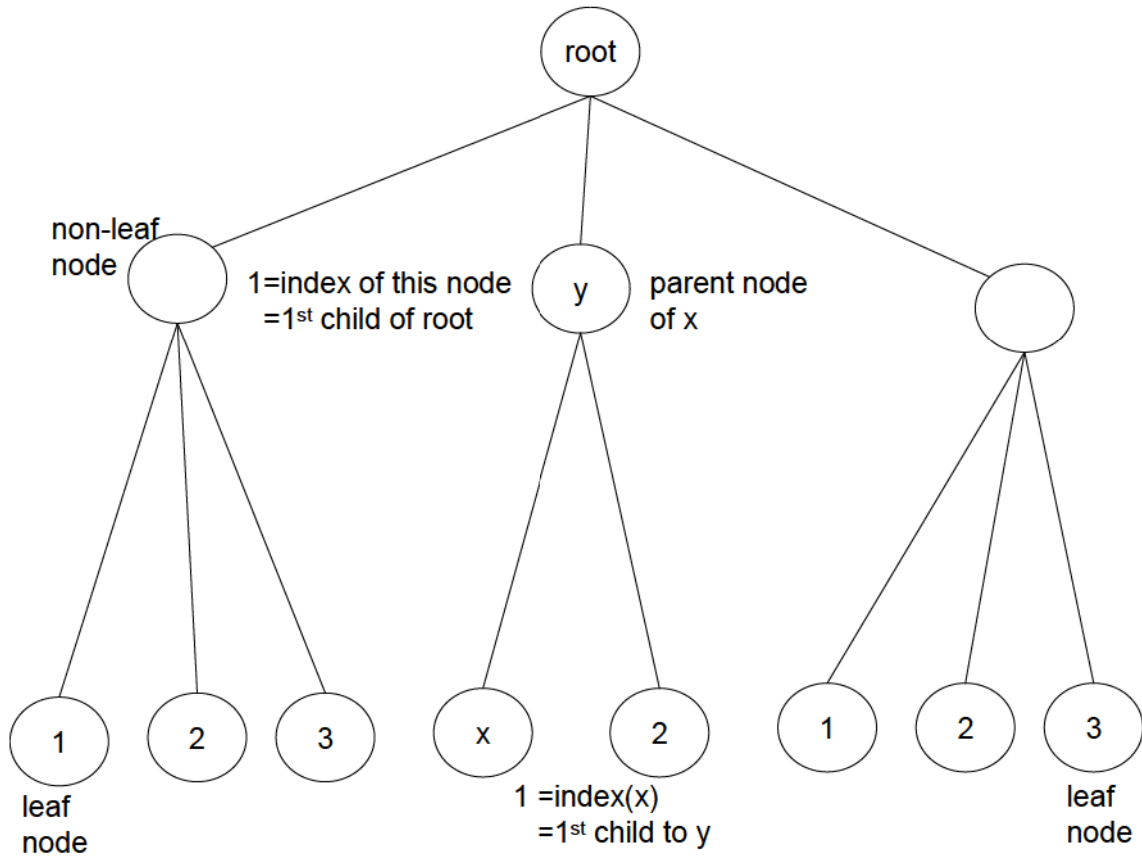 root
non-leaf
node
1=index of this node
=1st child of root
y
parent node
of x
1
2
3
x
2
1
2
3
leaf
node
1 =index(x)
=1st child to y
leaf
node